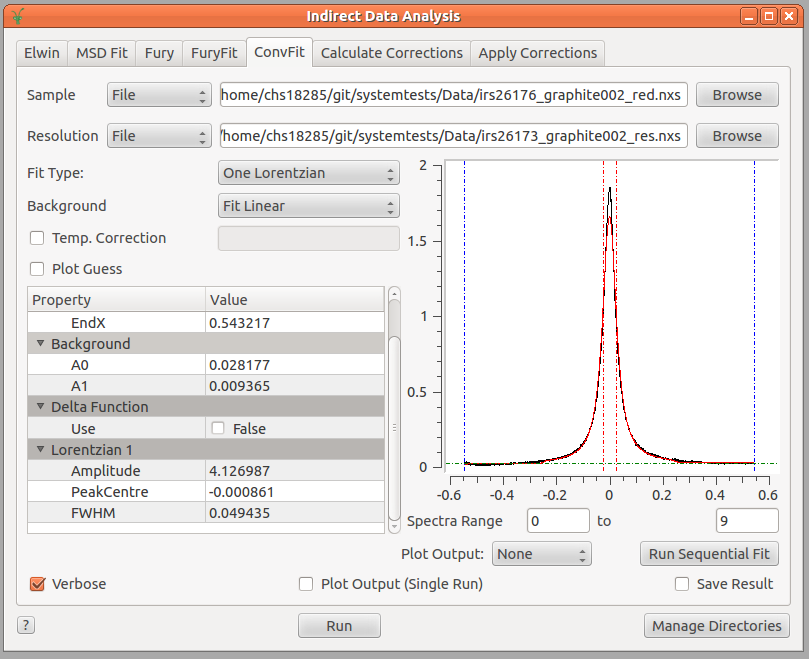 Indirect Data Analysis
Elwin MSD Fit Fury FuryFit ConvFit Calculate Corrections Apply Corrections
Sample File home/chs18285/git/systemtests/Data/irs26176_graphite002_red.nxs Browse
Resolution File /home/chs18285/git/systemtests/Data/irs26173_graphite002_res.nxs Browse
Fit Type: One Lorentzian
Background Fit Linear
Temp. Correction
Plot Guess
Property Value
EndX 0.543217
Background
A0 0.028177
A1 0.009365
Delta Function
Use False
Lorentzian 1
Amplitude 4.126987
PeakCentre -0.000861
FWHM 0.049435
2
1.5
1
0.5
0
-0.6 -0.4 -0.2 0 0.2 0.4 0.6
Spectra Range 0 to 9
Plot Output: None Run Sequential Fit
Verbose Plot Output (Single Run) Save Result
? Run Manage Directories